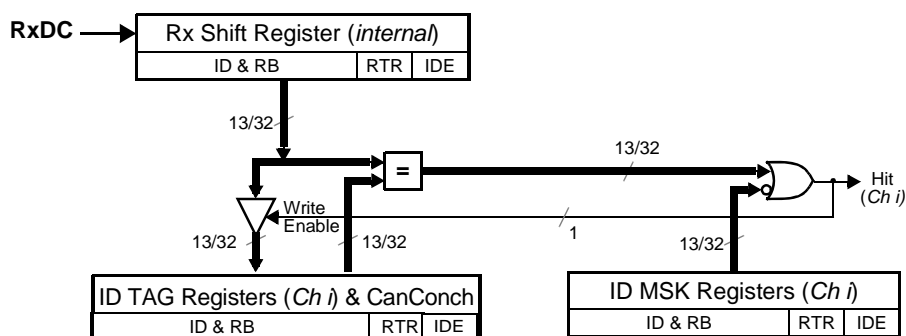 RxDC
Rx Shift Register (internal)
ID & RB
RTR
IDE
13/32
13/32
=
Hit
(Ch i)
Write
Enable
13/32
13/32
1
13/32
ID TAG Registers (Ch i) & CanConch
ID & RB
RTR
IDE
ID MSK Registers (Ch i)
ID & RB
RTR
IDE